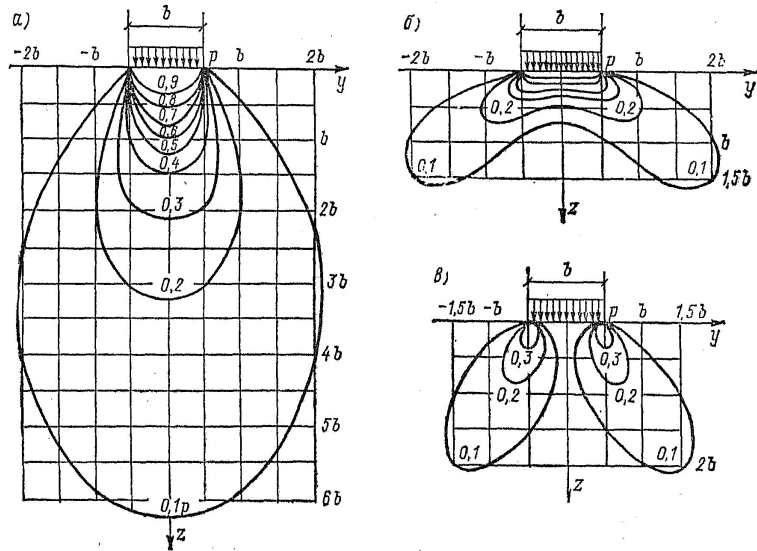 а)
b
-2b -b p b 2b
y
0,9
0,8
0,7
0,6
0,5
0,4
0,3
0,2
0,1p
b
2b
3b
4b
5b
6b
z
б)
b
-2b -b p b 2b
y
0,2 0,2
0,1 0,1
b
1,5b
z
в)
b
-1,5b -b p b 1,5b
y
0,3 0,3
0,2 0,2
0,1 0,1
2b
z